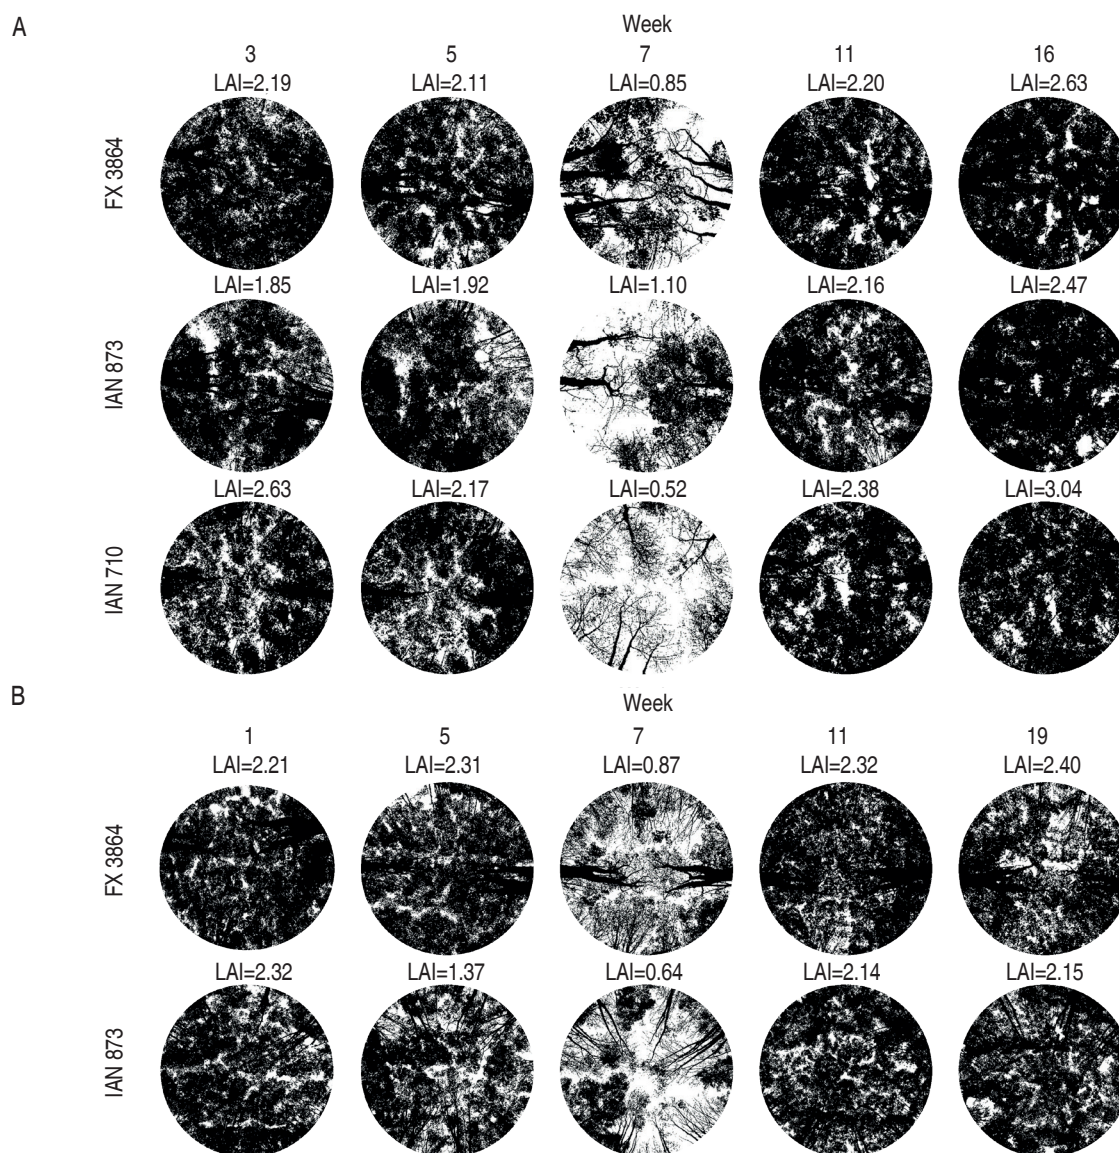 A
Week
3 5 7 11 16
LAI=2.19 LAI=2.11 LAI=0.85 LAI=2.20 LAI=2.63
FX 3864
LAI=1.85 LAI=1.92 LAI=1.10 LAI=2.16 LAI=2.47
IAN 873
LAI=2.63 LAI=2.17 LAI=0.52 LAI=2.38 LAI=3.04
IAN 710
B
Week
1 5 7 11 19
LAI=2.21 LAI=2.31 LAI=0.87 LAI=2.32 LAI=2.40
FX 3864
LAI=2.32 LAI=1.37 LAI=0.64 LAI=2.14 LAI=2.15
IAN 873